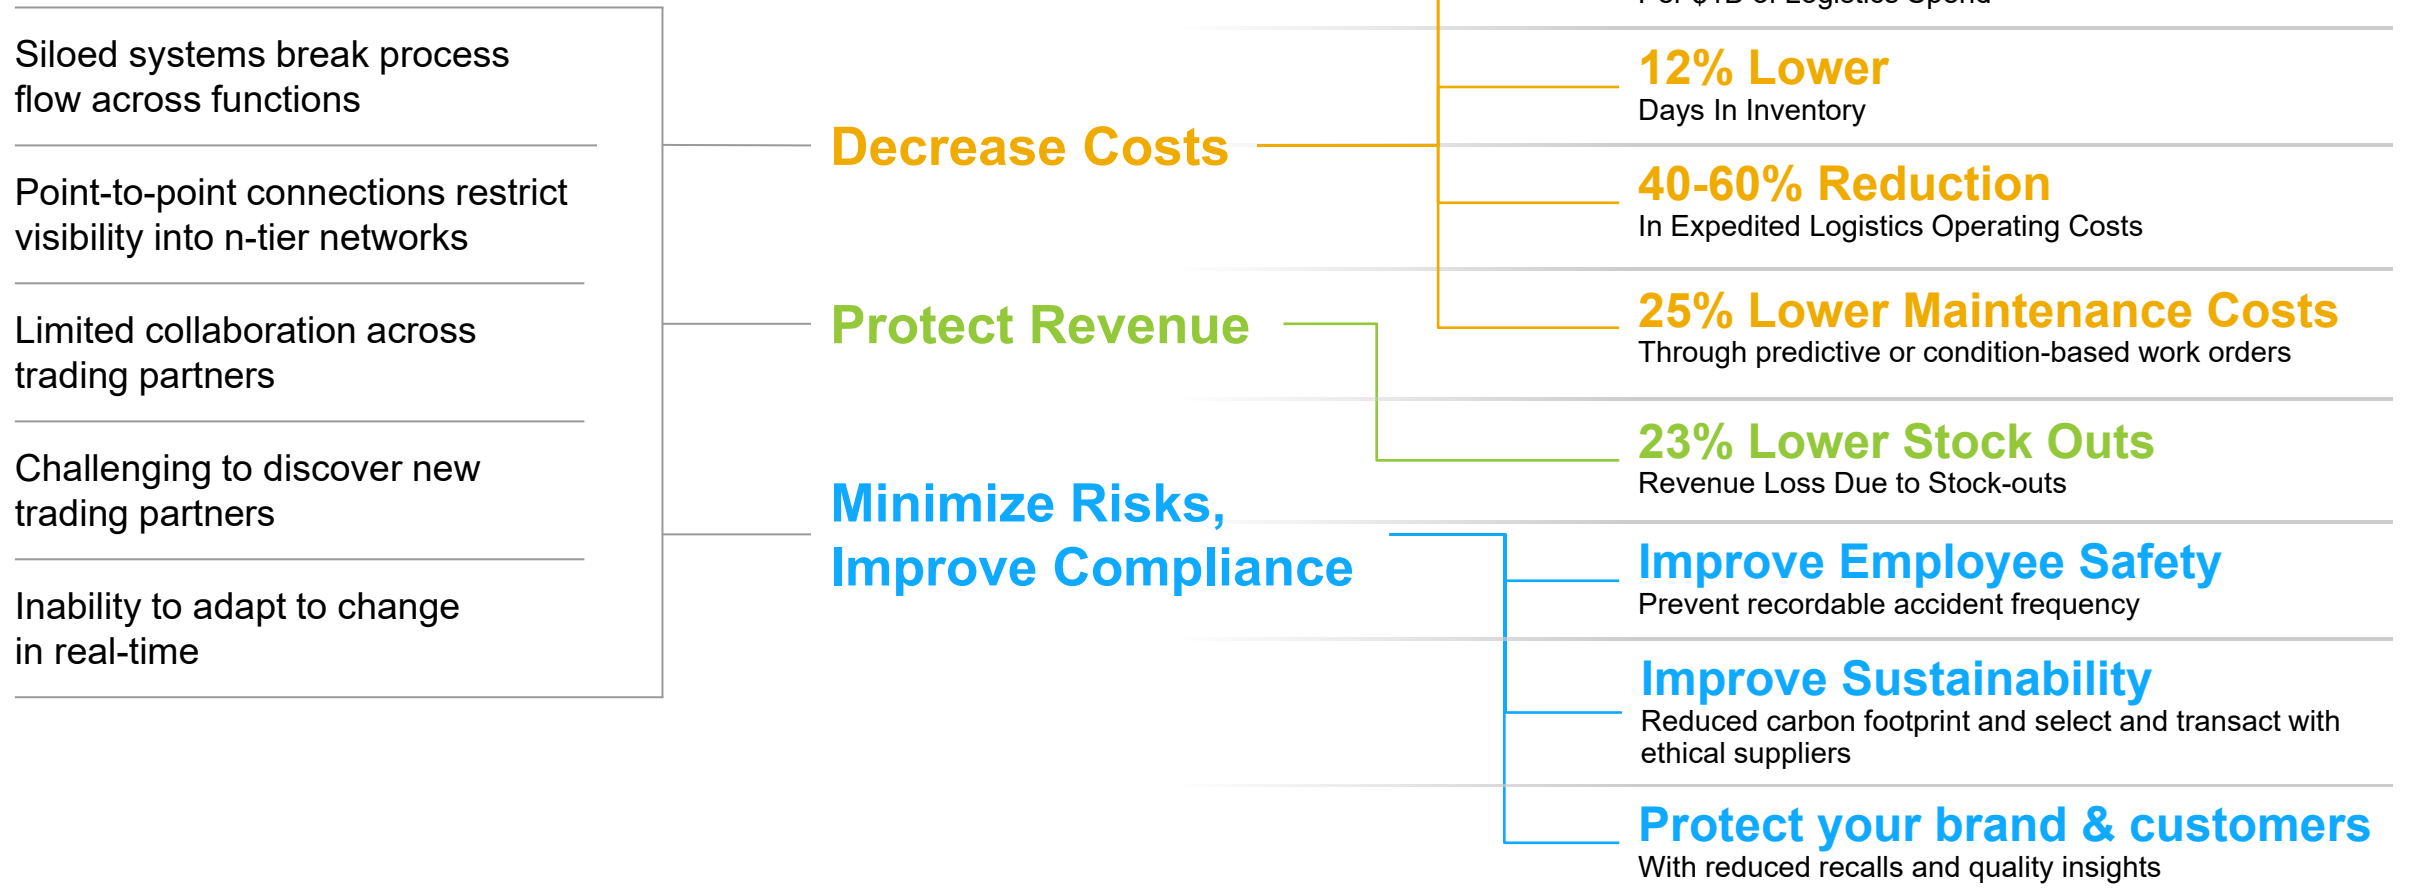 Siloed systems break process
flow across functions
Point-to-point connections restrict
visibility into n-tier networks
Limited collaboration across
trading partners
Challenging to discover new
trading partners
Inability to adapt to change
in real-time
Decrease Costs
Protect Revenue
Minimize Risks,
Improve Compliance
Per $1B of Logistics Spend
12% Lower
Days In Inventory
40-60% Reduction
In Expedited Logistics Operating Costs
25% Lower Maintenance Costs
Through predictive or condition-based work orders
23% Lower Stock Outs
Revenue Loss Due to Stock-outs
Improve Employee Safety
Prevent recordable accident frequency
Improve Sustainability
Reduced carbon footprint and select and transact with
ethical suppliers
Protect your brand & customers
With reduced recalls and quality insights